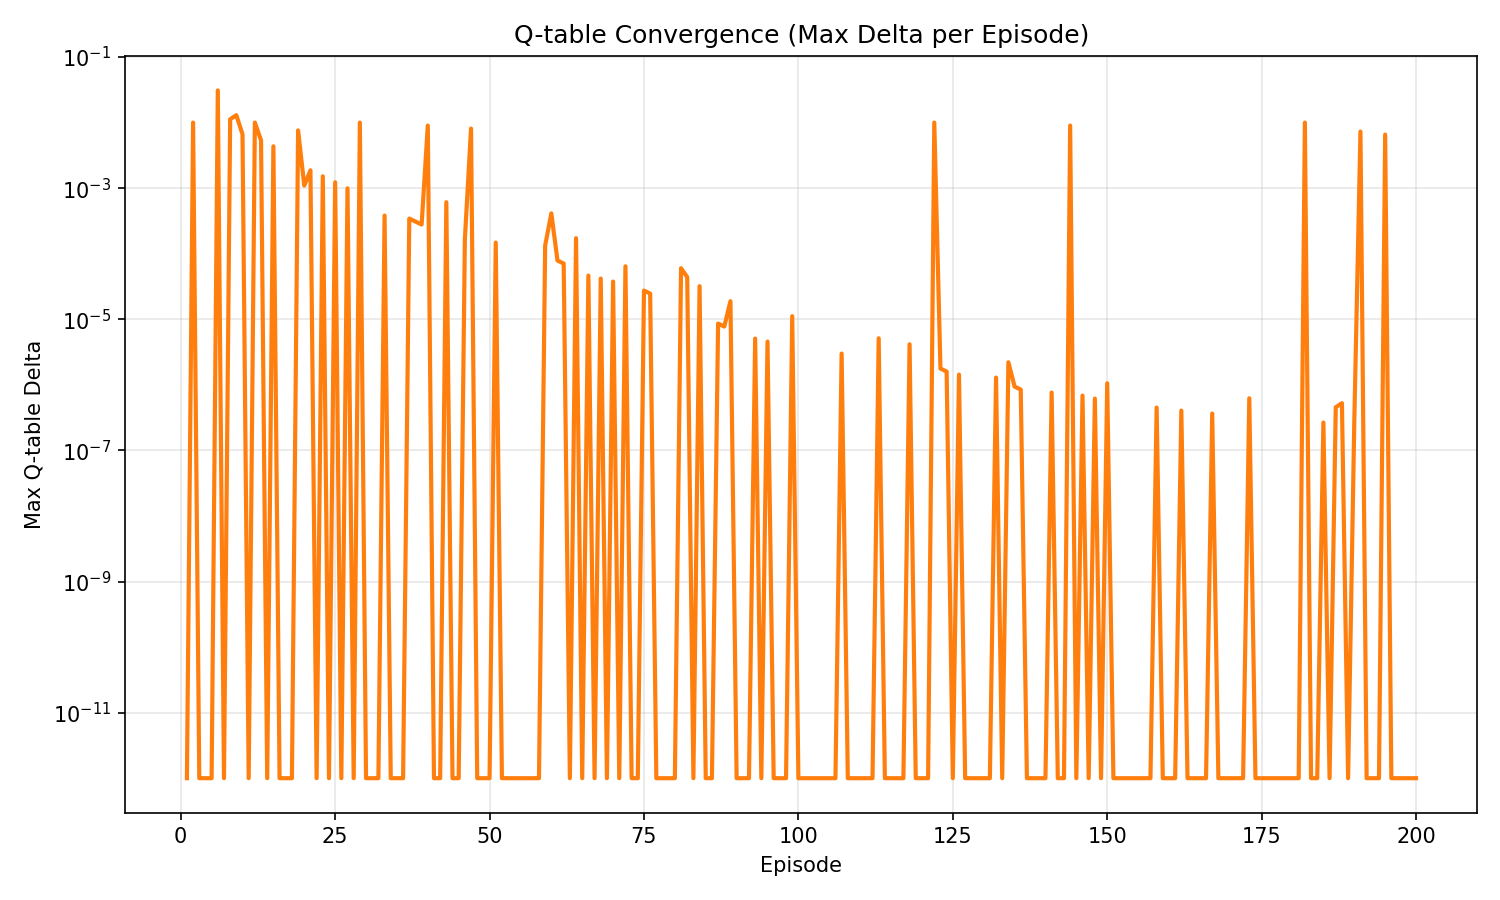 Q-table Convergence (Max Delta per Episode)
Max Q-table Delta
10⁻¹
10⁻³
10⁻⁵
10⁻⁷
10⁻⁹
10⁻¹¹
0 25 50 75 100 125 150 175 200
Episode